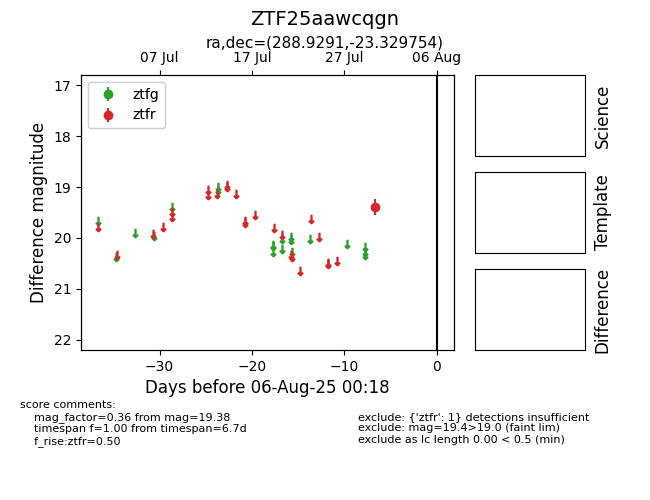 ZTF25aawcqgn
ra,dec=(288.9291,-23.329754)
07 Jul 17 Jul 27 Jul 06 Aug
ztfg
ztfr
17
18
19
20
21
22
Difference magnitude
−30 −20 −10 0
Days before 06-Aug-25 00:18
Science
Template
Difference
score comments:
mag_factor=0.36 from mag=19.38
timespan f=1.00 from timespan=6.7d
f_rise:ztfr=0.50
exclude: {'ztfr': 1} detections insufficient
exclude: mag=19.4>19.0 (faint lim)
exclude as lc length 0.00 < 0.5 (min)